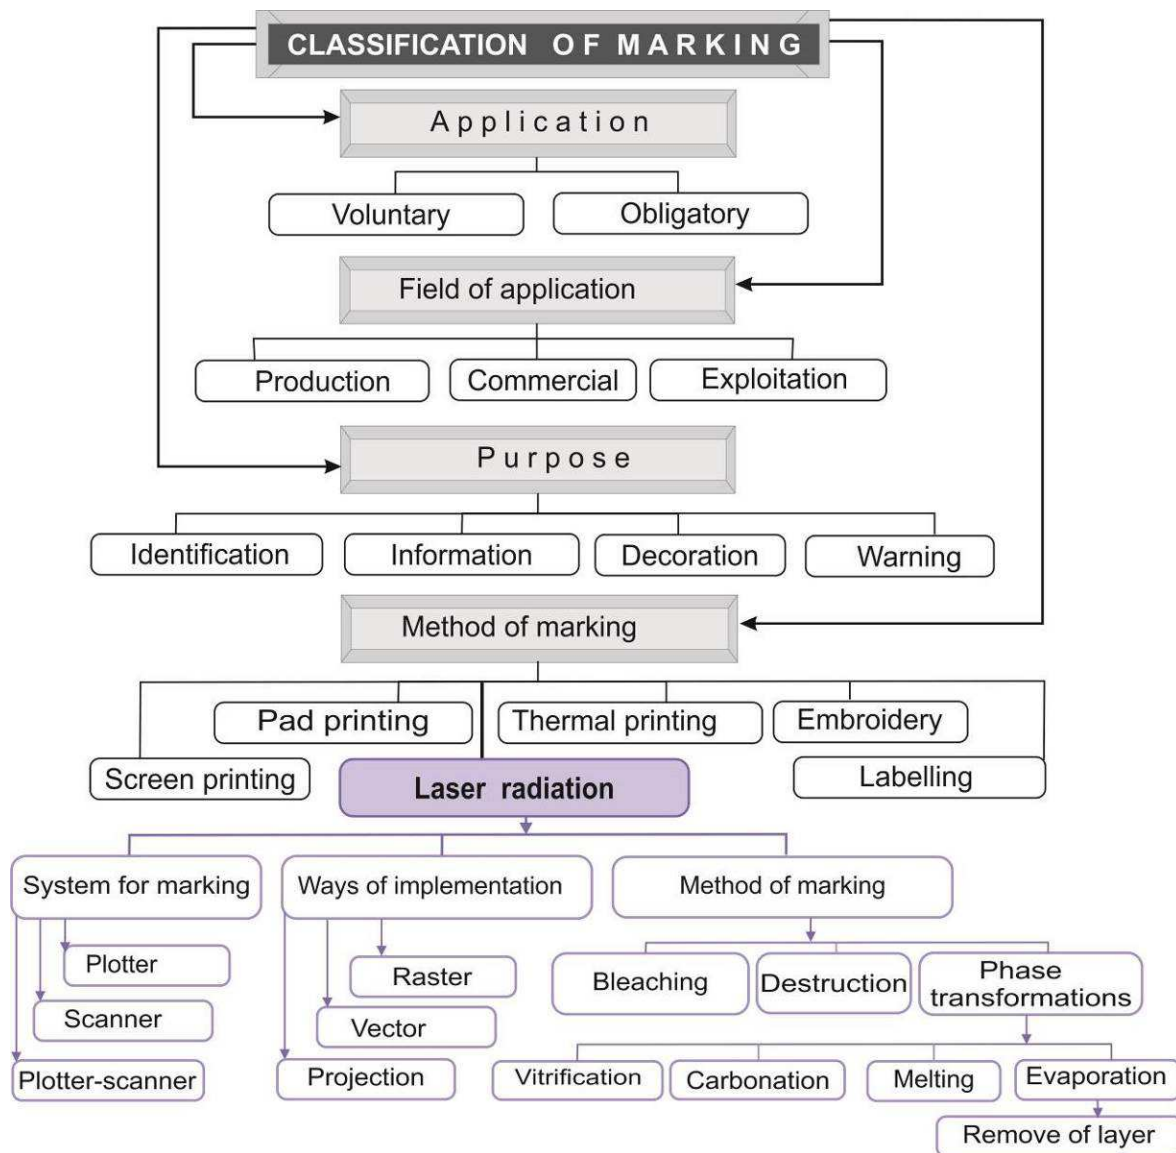 CLASSIFICATION OF MARKING
Application
Voluntary
Obligatory
Field of application
Production
Commercial
Exploitation
Purpose
Identification
Information
Decoration
Warning
Method of marking
Pad printing
Thermal printing
Embroidery
Screen printing
Laser radiation
Labelling
System for marking
Ways of implementation
Method of marking
Plotter
Scanner
Plotter-scanner
Raster
Vector
Projection
Bleaching
Destruction
Phase
transformations
Vitrification
Carbonation
Melting
Evaporation
Remove of layer